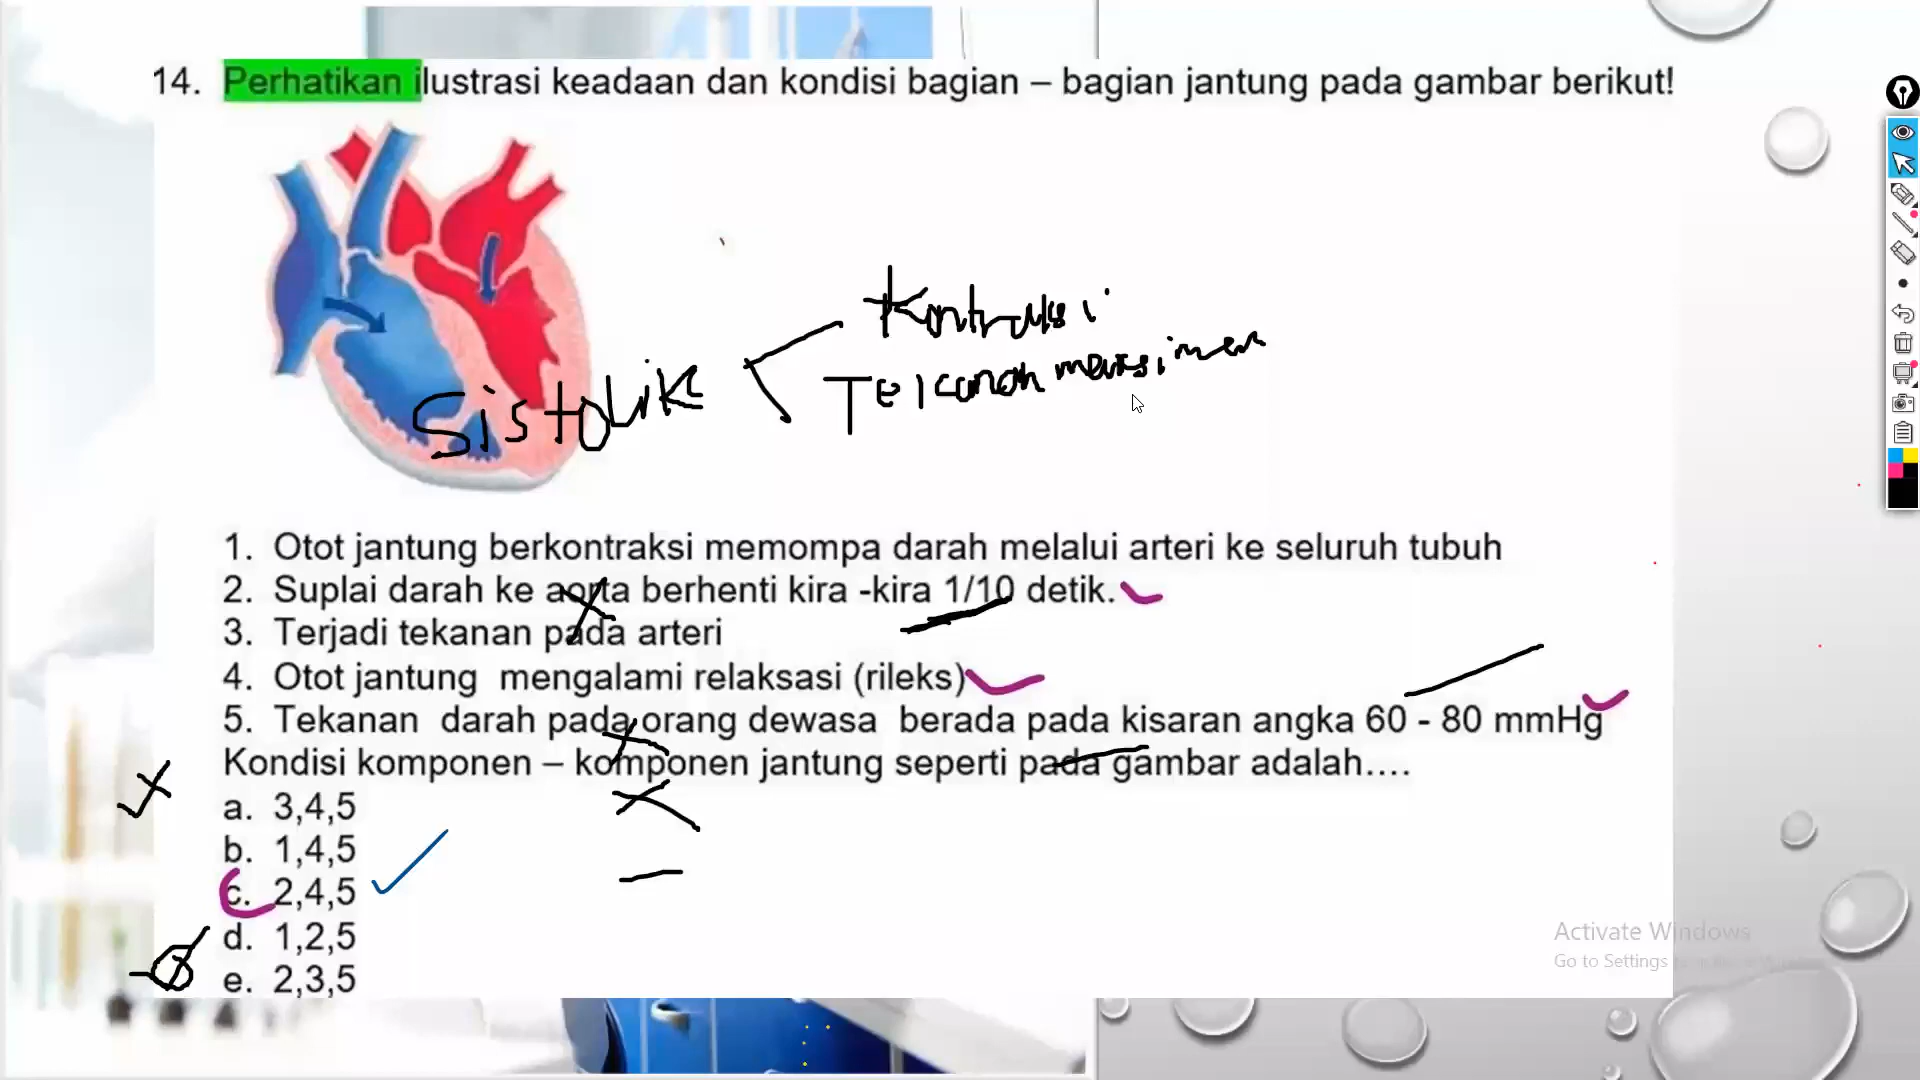 14. Perhatikan ilustrasi keadaan dan kondisi bagian – bagian jantung pada gambar berikut!
Kontraksi
Sistolik
Tekanan
1. Otot jantung berkontraksi memompa darah melalui arteri ke seluruh tubuh
2. Suplai darah ke aorta berhenti kira -kira 1/10 detik.
3. Terjadi tekanan pada arteri
4. Otot jantung mengalami relaksasi (rileks)
5. Tekanan darah pada orang dewasa berada pada kisaran angka 60 - 80 mmHg
Kondisi komponen – komponen jantung seperti pada gambar adalah....
a. 3,4,5
b. 1,4,5
c. 2,4,5
d. 1,2,5
e. 2,3,5
Activate Windows
Go to Settings